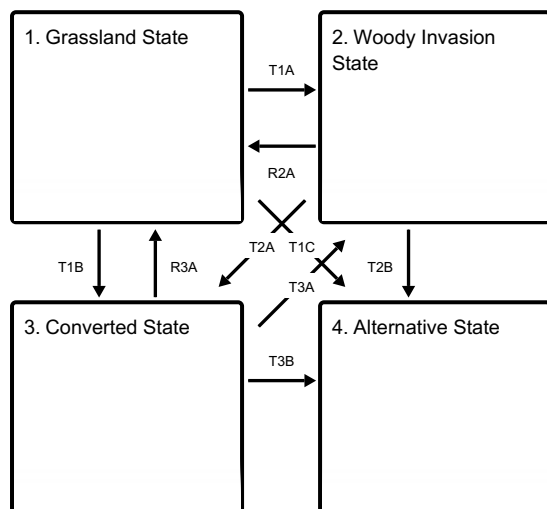 1. Grassland State
2. Woody Invasion
State
T1A
R2A
T1B
R3A
T2A
T1C
T3A
T2B
3. Converted State
4. Alternative State
T3B